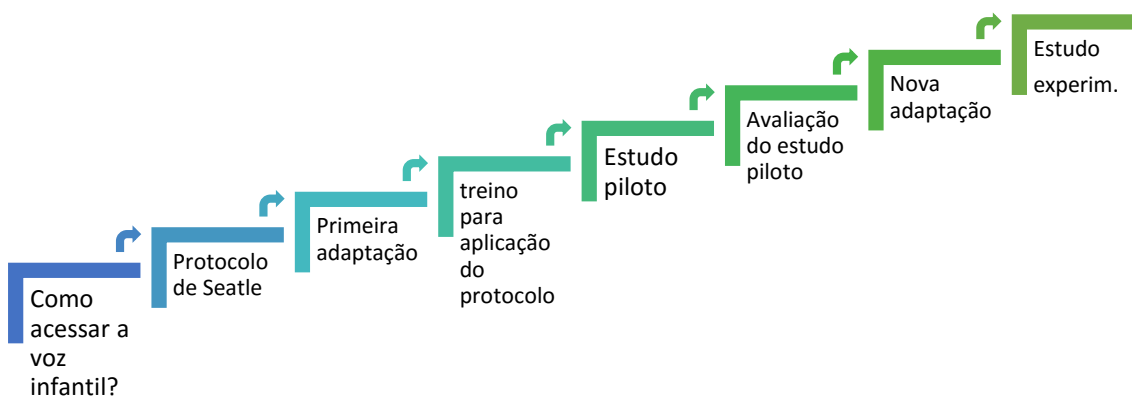 Como
acessar a
voz
infantil?
Protocolo
de Seatle
Primeira
adaptação
treino
para
aplicação
do
protocolo
Estudo
piloto
Avaliação
do estudo
piloto
Nova
adaptação
Estudo
experim.